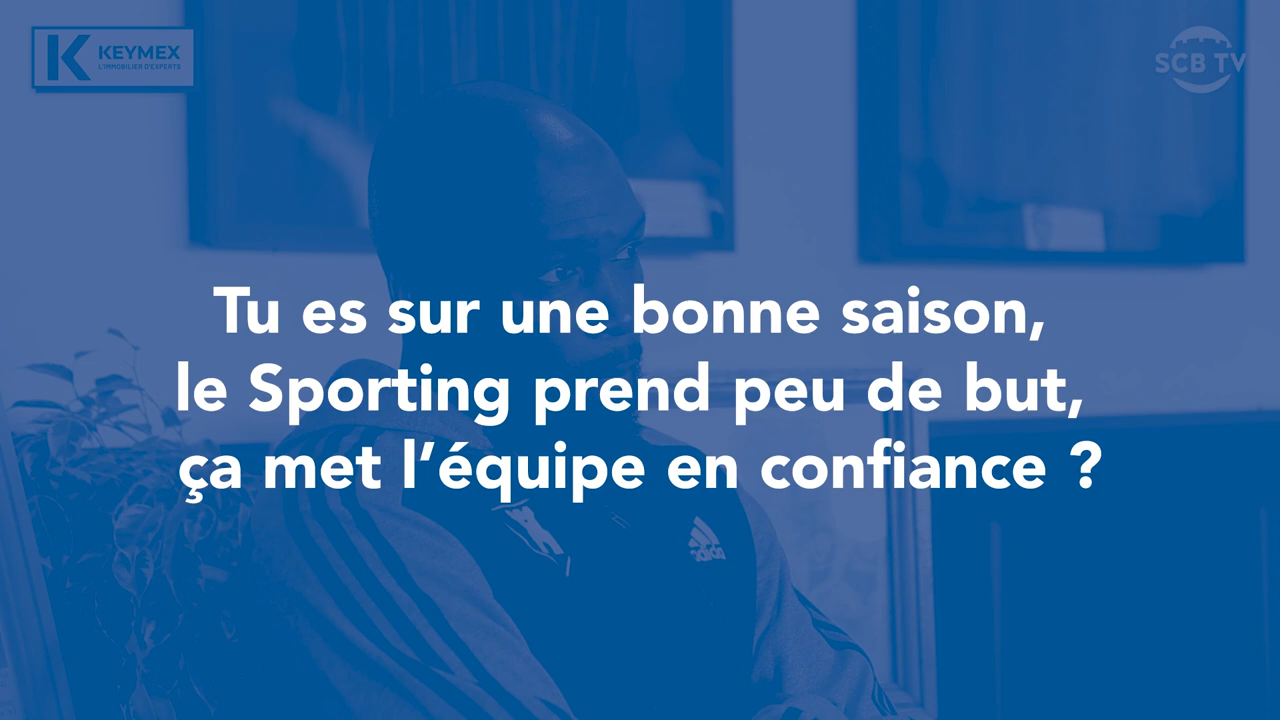 KEYMEX
L'IMMOBILIER D'EXPERTS
SCB TV
Tu es sur une bonne saison,
le Sporting prend peu de but,
ça met l’équipe en confiance ?
adidas